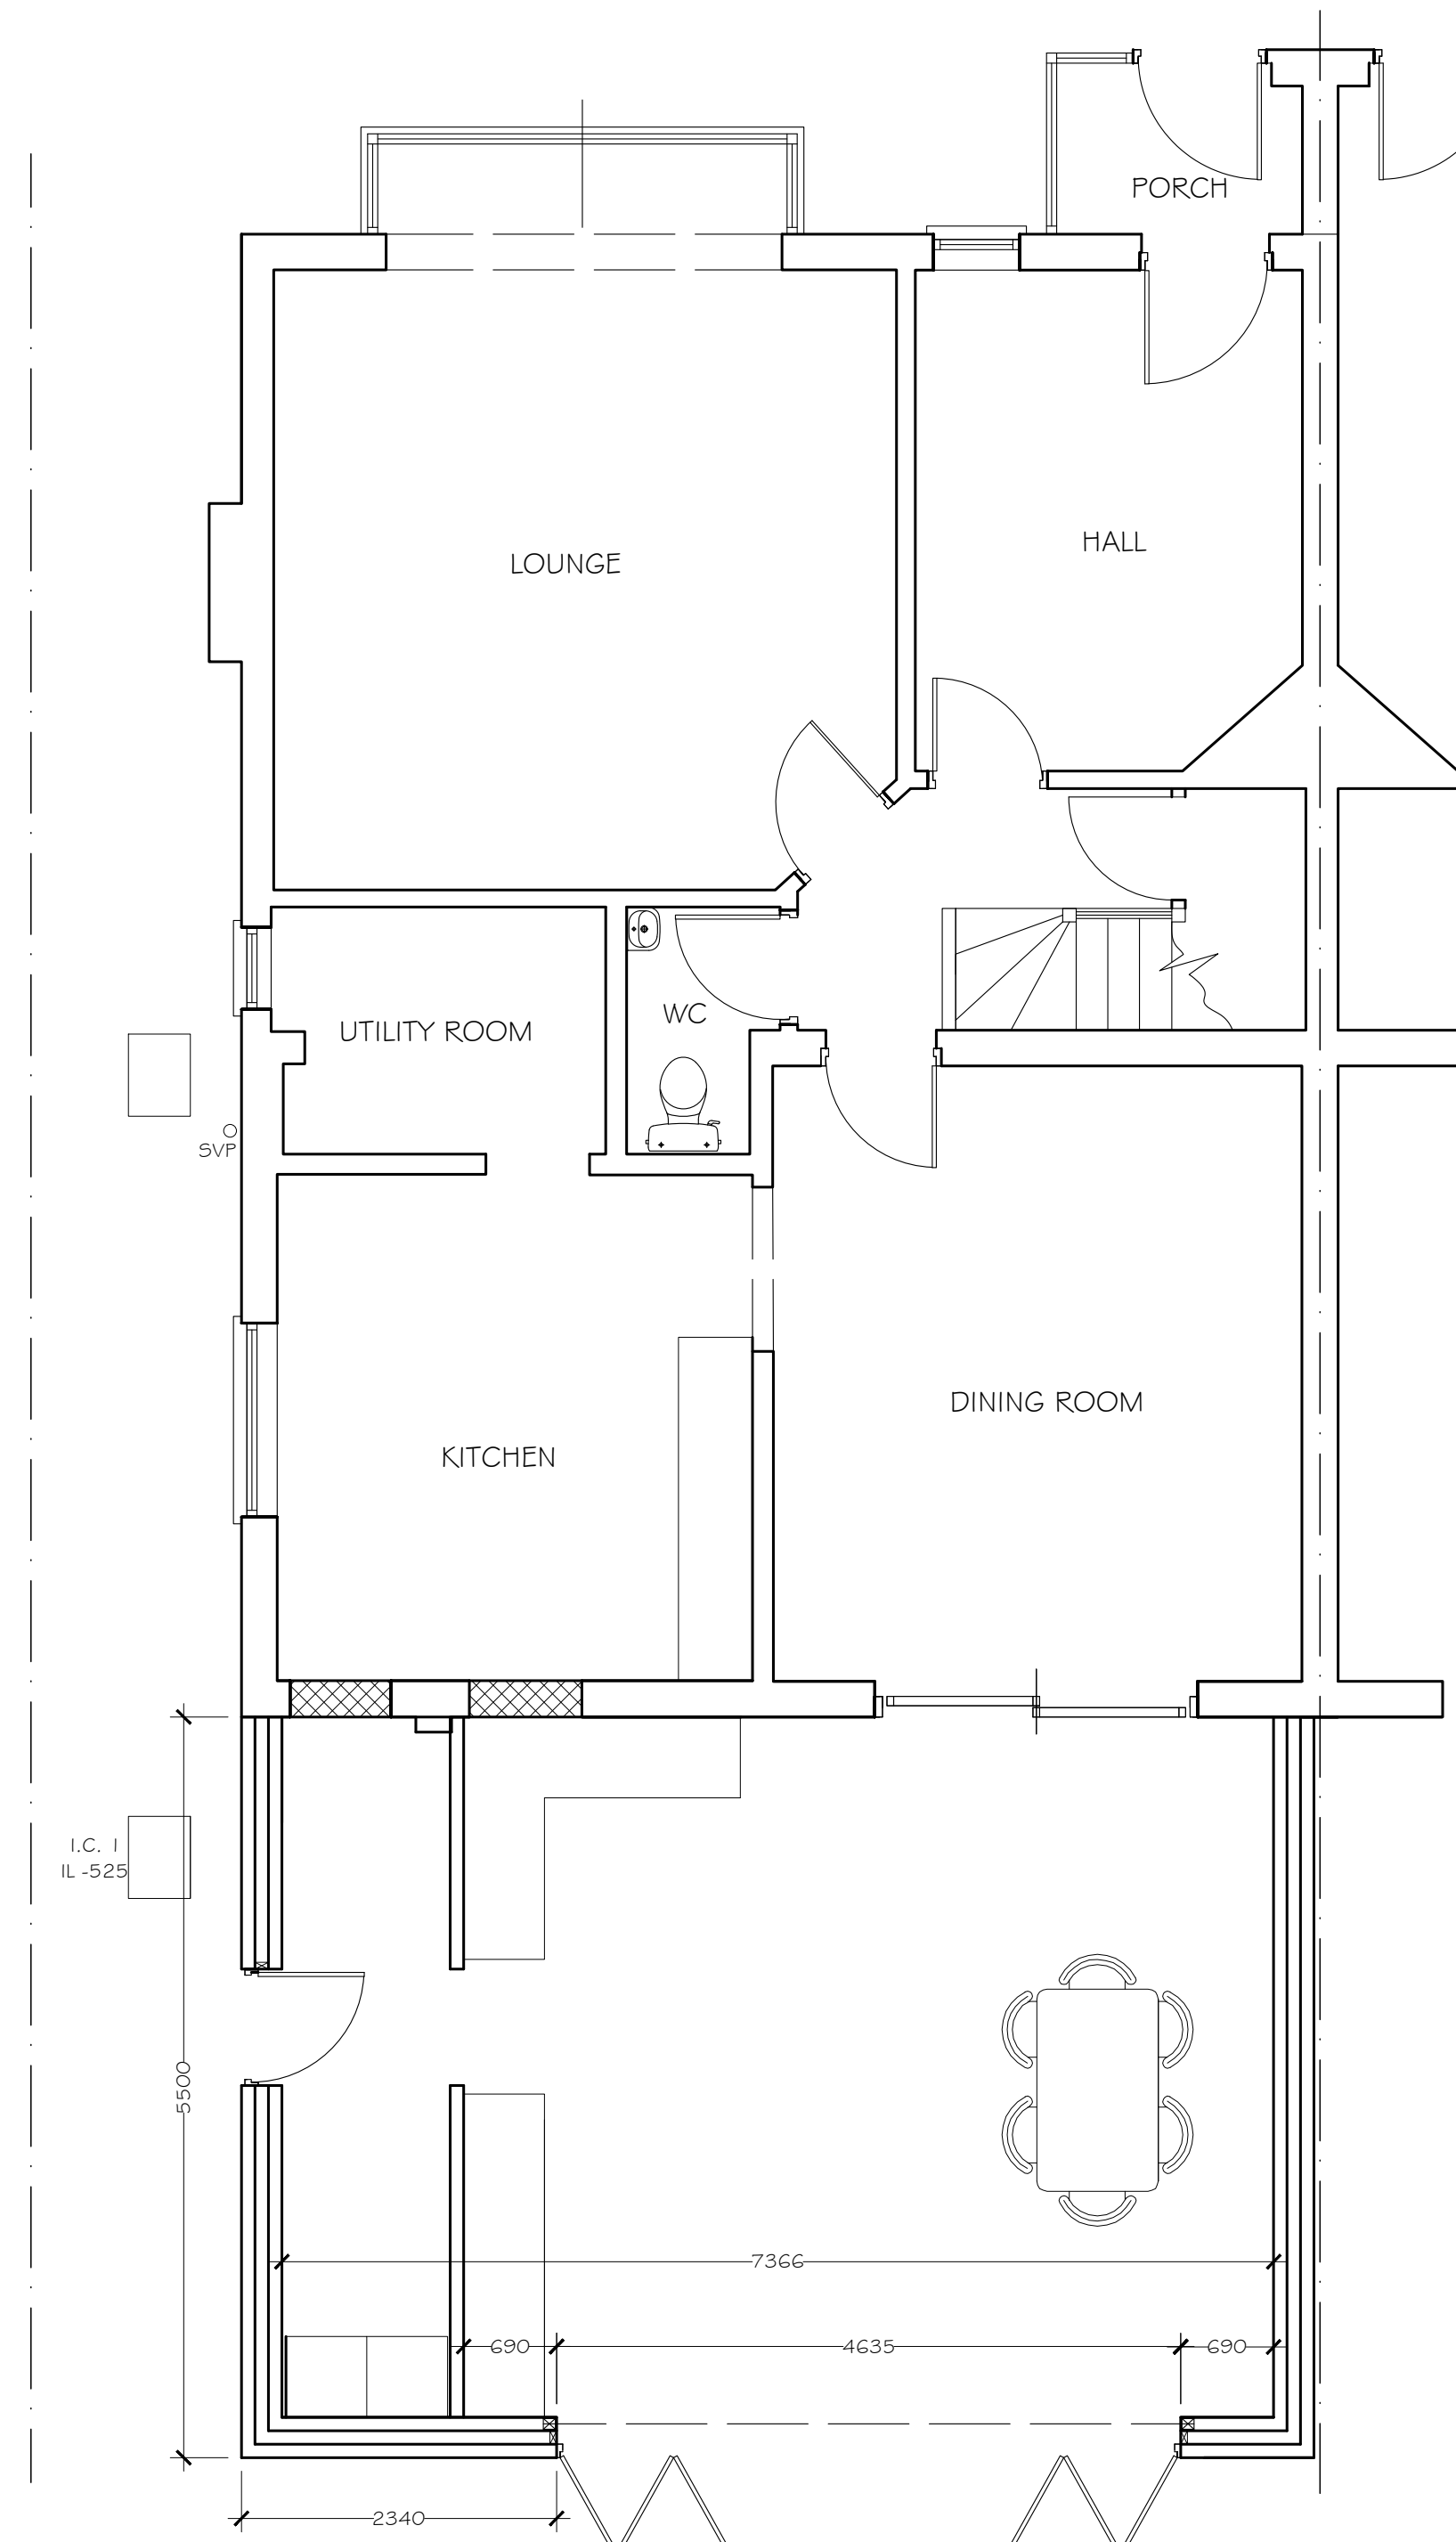 PORCH
HALL
LOUNGE
WC
UTILITY ROOM
SVP
DINING ROOM
KITCHEN
I.C. 1
IL -525
5500
7366
690
4635
690
2340